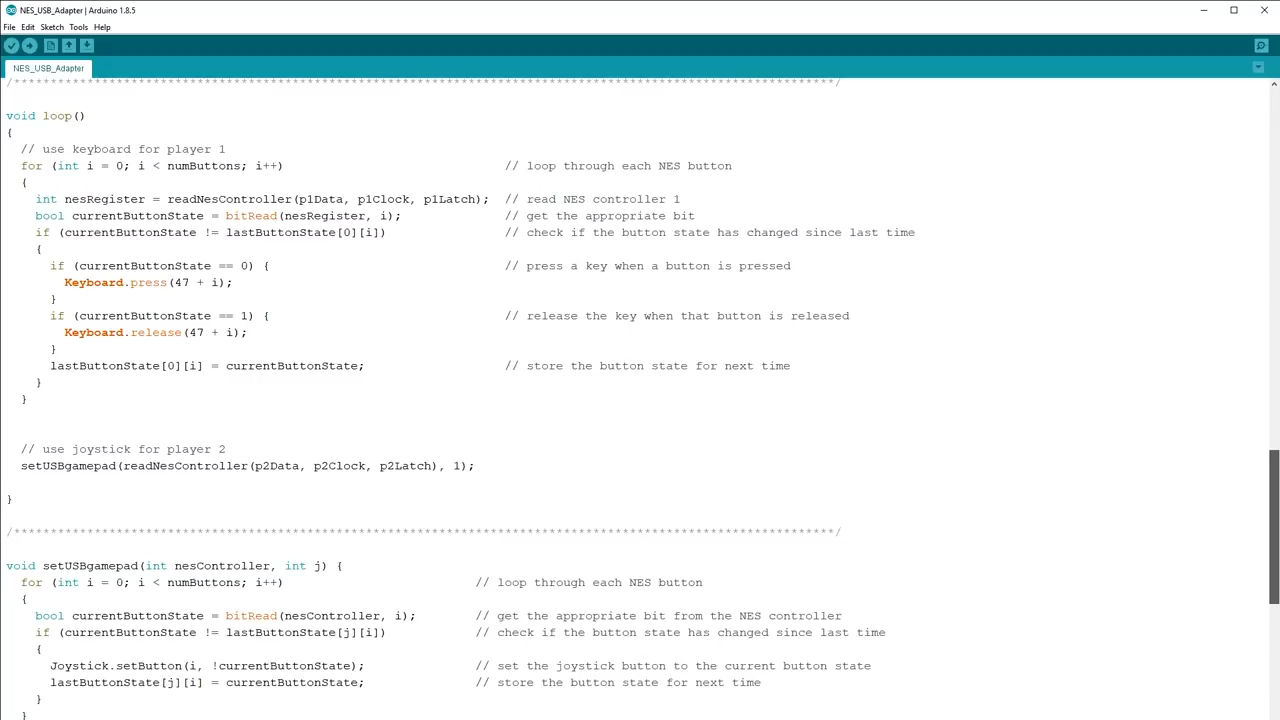 NES_USB_Adapter | Arduino 1.8.5
File Edit Sketch Tools Help
NES_USB_Adapter
/****************************************************************************************************************/
void loop()
{
  // use keyboard for player 1
  for (int i = 0; i < numButtons; i++) // loop through each NES button
  {
    int nesRegister = readNesController(p1Data, p1Clock, p1Latch); // read NES controller 1
    bool currentButtonState = bitRead(nesRegister, i); // get the appropriate bit
    if (currentButtonState != lastButtonState[0][i]) // check if the button state has changed since last time
    {
      if (currentButtonState == 0) { // press a key when a button is pressed
        Keyboard.press(47 + i);
      }
      if (currentButtonState == 1) { // release the key when that button is released
        Keyboard.release(47 + i);
      }
      lastButtonState[0][i] = currentButtonState; // store the button state for next time
    }
  }
  // use joystick for player 2
  setUSBgamepad(readNesController(p2Data, p2Clock, p2Latch), 1);
}
/****************************************************************************************************************/
void setUSBgamepad(int nesController, int j) {
  for (int i = 0; i < numButtons; i++) // loop through each NES button
  {
    bool currentButtonState = bitRead(nesController, i); // get the appropriate bit from the NES controller
    if (currentButtonState != lastButtonState[j][i]) // check if the button state has changed since last time
    {
      Joystick.setButton(i, !currentButtonState); // set the joystick button to the current button state
      lastButtonState[j][i] = currentButtonState; // store the button state for next time
    }
  }